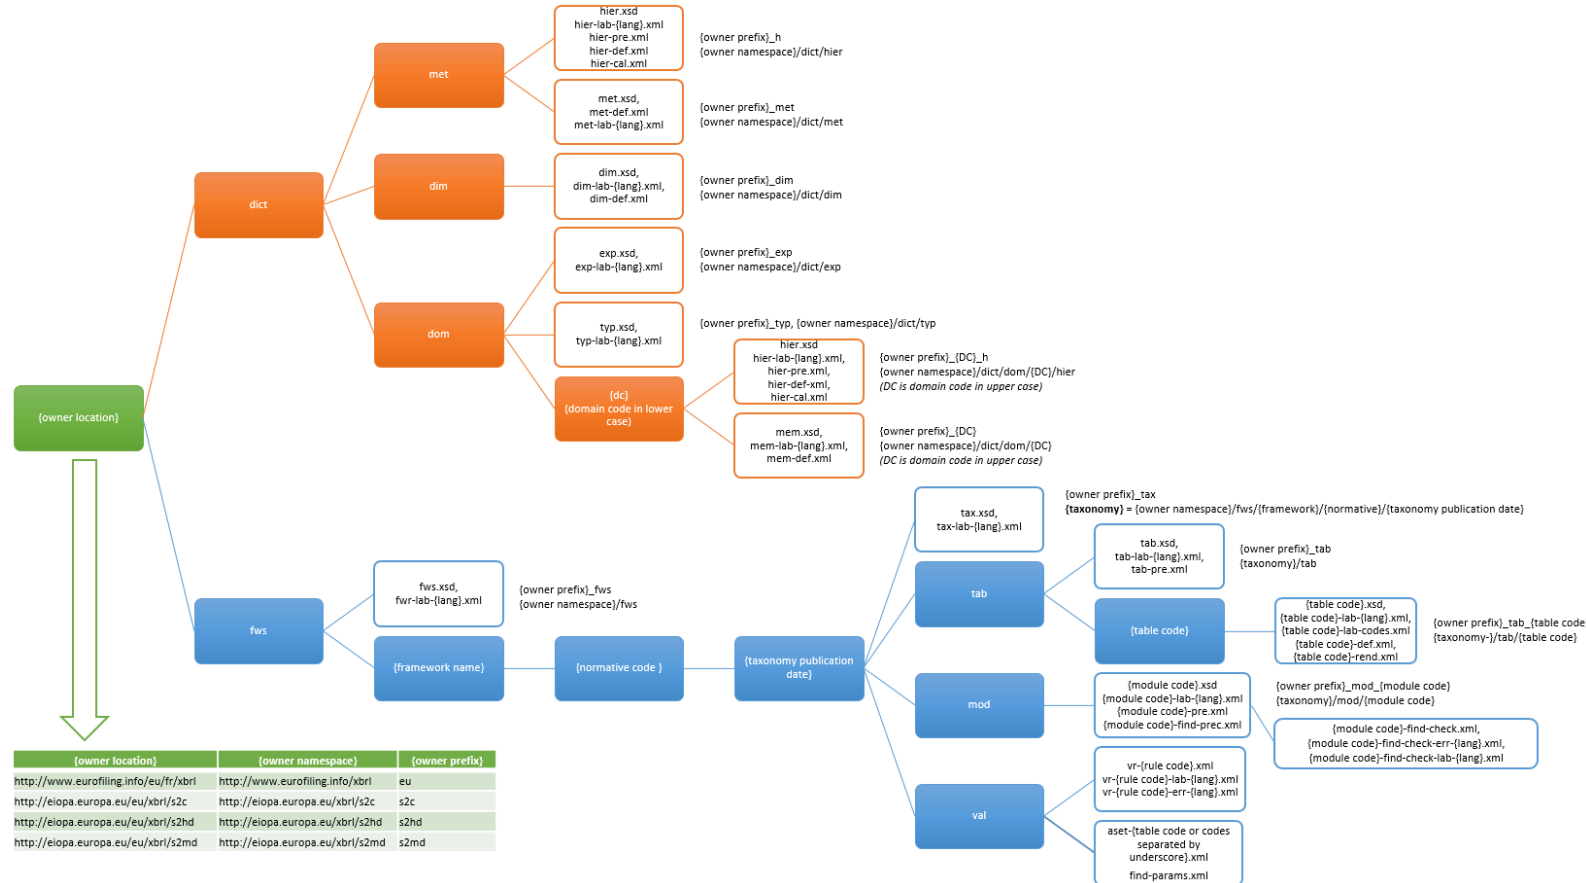 hier.xsd
hier-lab-{lang}.xml
hier-pre.xml
hier-def.xml
hier-cal.xml
{owner prefix}_h
{owner namespace}/dict/hier
met
met.xsd,
met-def.xml
met-lab-{lang}.xml
{owner prefix}_met
{owner namespace}/dict/met
dim
dim.xsd,
dim-lab-{lang}.xml,
dim-def.xml
{owner prefix}_dim
{owner namespace}/dict/dim
dict
exp.xsd,
exp-lab-{lang}.xml
{owner prefix}_exp
{owner namespace}/dict/exp
dom
typ.xsd,
typ-lab-{lang}.xml
{owner prefix}_typ, {owner namespace}/dict/typ
{dc}
(domain code in lower
case)
hier.xsd
hier-lab-{lang}.xml,
hier-pre.xml,
hier-def-xml,
hier-cal.xml
{owner prefix}_{DC}_h
{owner namespace}/dict/dom/{DC}/hier
(DC is domain code in upper case)
mem.xsd,
mem-lab-{lang}.xml,
mem-def.xml
{owner prefix}_{DC}
{owner namespace}/dict/dom/{DC}
(DC is domain code in upper case)
{owner location}
fws
fws.xsd,
fwr-lab-{lang}.xml
{owner prefix}_fws
{owner namespace}/fws
{framework name}
{normative code }
{taxonomy publication
date}
tax.xsd,
tax-lab-{lang}.xml
{owner prefix}_tax
{taxonomy} = {owner namespace}/fws/{framework}/{normative}/{taxonomy publication date}
tab
tab.xsd,
tab-lab-{lang}.xml,
tab-pre.xml
{owner prefix}_tab
{taxonomy}/tab
{table code}
{table code}.xsd,
{table code}-lab-{lang}.xml,
{table code}-lab-codes.xml
{table code}-def.xml,
{table code}-rend.xml
{owner prefix}_tab_{table code
{taxonomy-}/tab/{table code}
mod
{module code}.xsd
{module code}-lab-{lang}.xml
{module code}-pre.xml
{module code}-find-prec.xml
{owner prefix}_mod_{module code}
{taxonomy}/mod/{module code}
{module code}-find-check.xml,
{module code}-find-check-err-{lang}.xml,
{module code}-find-check-lab-{lang}.xml
val
vr-{rule code}.xml
vr-{rule code}-lab-{lang}.xml
vr-{rule code}-err-{lang}.xml
aset-{table code or codes
separated by
underscore}.xml
find-params.xml
{owner location} {owner namespace} {owner prefix}
http://www.eurofiling.info/eu/fr/xbrl http://www.eurofiling.info/xbrl eu
http://eiopa.europa.eu/eu/xbrl/s2c http://eiopa.europa.eu/xbrl/s2c s2c
http://eiopa.europa.eu/eu/xbrl/s2hd http://eiopa.europa.eu/xbrl/s2hd s2hd
http://eiopa.europa.eu/eu/xbrl/s2md http://eiopa.europa.eu/xbrl/s2md s2md